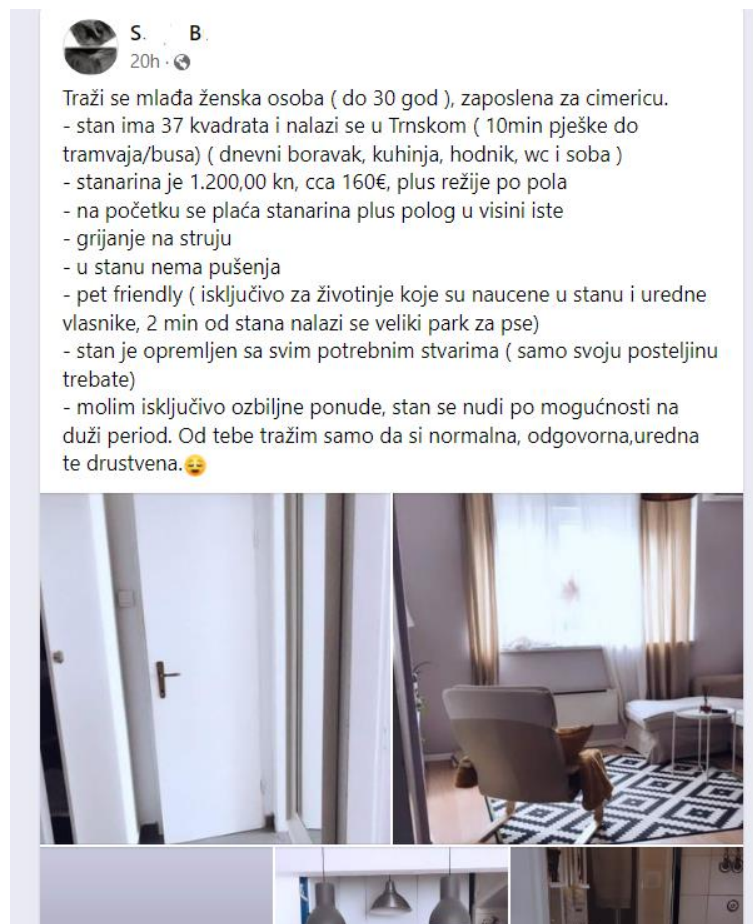 S. B.
20h ·
Traži se mlađa ženska osoba ( do 30 god ), zaposlena za cimericu.
- stan ima 37 kvadrata i nalazi se u Trnskom ( 10min pješke do
tramvaja/busa) ( dnevni boravak, kuhinja, hodnik, wc i soba )
- stanarina je 1.200,00 kn, cca 160€, plus režije po pola
- na početku se plaća stanarina plus polog u visini iste
- grijanje na struju
- u stanu nema pušenja
- pet friendly ( isključivo za životinje koje su naucene u stanu i uredne
vlasnike, 2 min od stana nalazi se veliki park za pse)
- stan je opremljen sa svim potrebnim stvarima ( samo svoju posteljinu
trebate)
- molim isključivo ozbiljne ponude, stan se nudi po mogućnosti na
duži period. Od tebe tražim samo da si normalna, odgovorna,uredna
te drustvena.😌